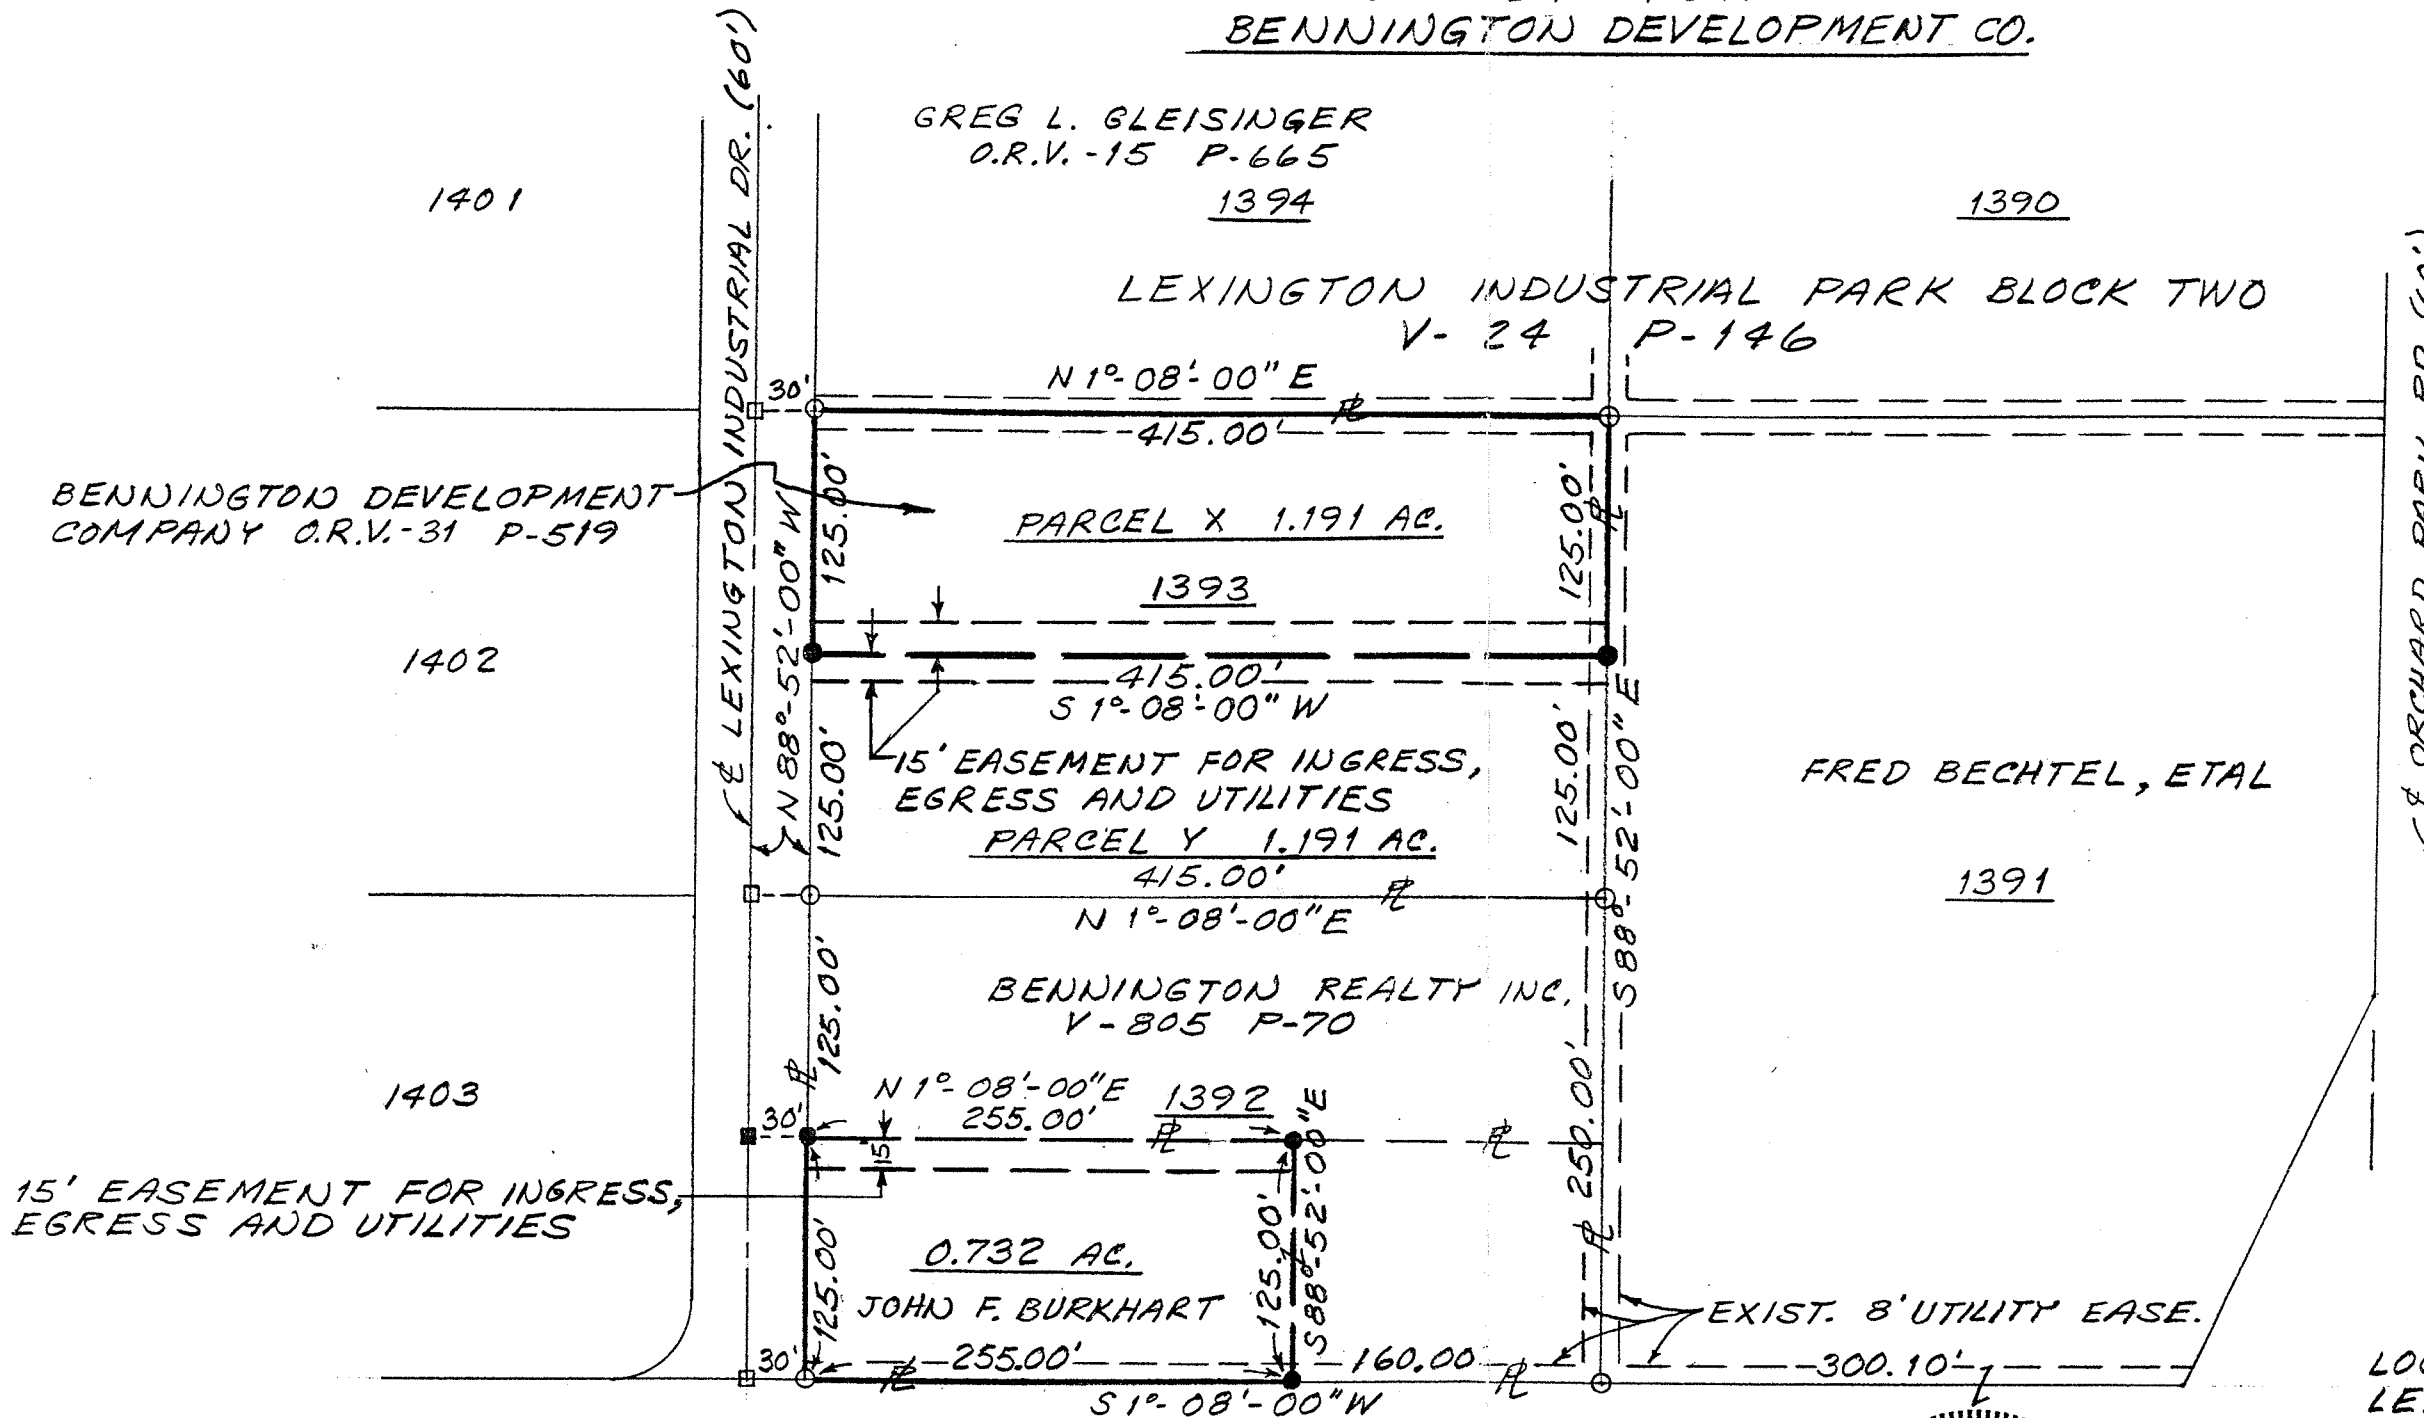 BENNINGTON DEVELOPMENT CO.
LEXINGTON INDUSTRIAL DR. (60')
GREG L. GLEISINGER
O.R.V.-15 P-665
1401
1394
1390
LEXINGTON INDUSTRIAL PARK BLOCK TWO
V-24 P-146
N 1°-08'-00" E
30'
415.00'
BENNINGTON DEVELOPMENT
COMPANY O.R.V.-31 P-519
N 88°-52'-00" W
125.00'
125.00'
PARCEL X 1.191 AC.
1393
1402
415.00'
S 1°-08'-00" W
15' EASEMENT FOR INGRESS,
EGRESS AND UTILITIES
125.00'
125.00'
S 88°-52'-00" E
FRED BECHTEL, ETAL
PARCEL Y 1.191 AC.
415.00'
N 1°-08'-00" E
1391
125.00'
BENNINGTON REALTY INC.
V-805 P-70
1403
N 1°-08'-00" E
255.00'
1392
30'
15'
250.00'
15' EASEMENT FOR INGRESS,
EGRESS AND UTILITIES
125.00'
0.732 AC.
JOHN F. BURKHART
125.00'
S 88°-52'-00" E
EXIST. 8' UTILITY EASE.
30'
255.00'
160.00
300.10'
S 1°-08'-00" W